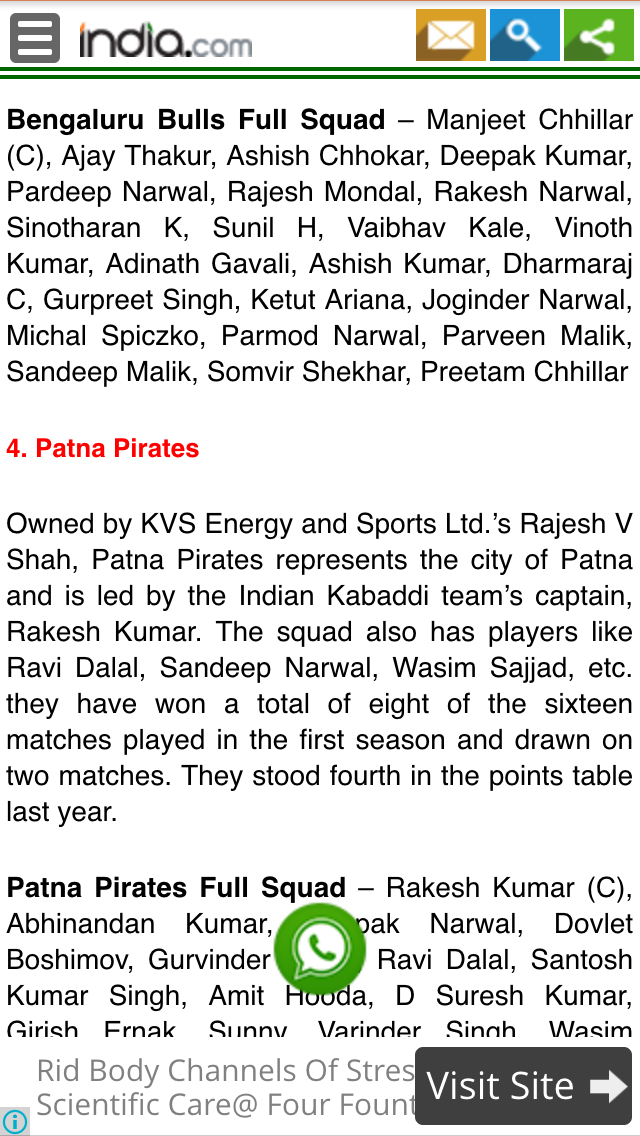 india.com
Bengaluru Bulls Full Squad – Manjeet Chhillar
(C), Ajay Thakur, Ashish Chhokar, Deepak Kumar,
Pardeep Narwal, Rajesh Mondal, Rakesh Narwal,
Sinotharan K, Sunil H, Vaibhav Kale, Vinoth
Kumar, Adinath Gavali, Ashish Kumar, Dharmaraj
C, Gurpreet Singh, Ketut Ariana, Joginder Narwal,
Michal Spiczko, Parmod Narwal, Parveen Malik,
Sandeep Malik, Somvir Shekhar, Preetam Chhillar
4. Patna Pirates
Owned by KVS Energy and Sports Ltd.’s Rajesh V
Shah, Patna Pirates represents the city of Patna
and is led by the Indian Kabaddi team’s captain,
Rakesh Kumar. The squad also has players like
Ravi Dalal, Sandeep Narwal, Wasim Sajjad, etc.
they have won a total of eight of the sixteen
matches played in the first season and drawn on
two matches. They stood fourth in the points table
last year.
Patna Pirates Full Squad – Rakesh Kumar (C),
Abhinandan Kumar, Narwal, Dovlet
Boshimov, Gurvinder Ravi Dalal, Santosh
Kumar Singh, Amit Hooda, D Suresh Kumar,
Girish Ernak, Sunny, Varinder Singh, Wasim
Rid Body Channels Of Stres
Scientific Care@ Four Fount
Visit Site